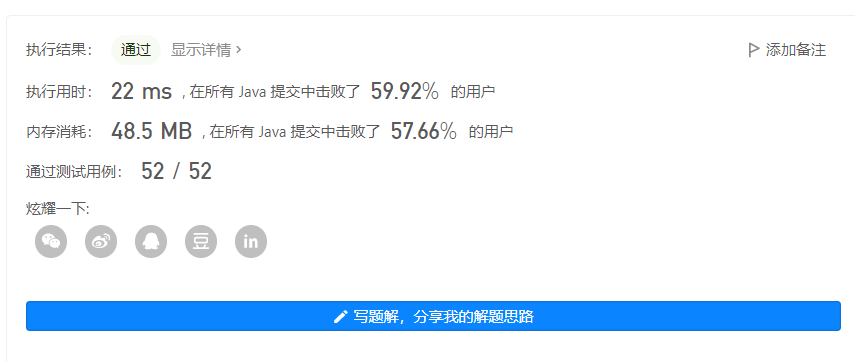 执行结果： 通过 显示详情 › 添加备注
执行用时： 22 ms , 在所有 Java 提交中击败了 59.92% 的用户
内存消耗： 48.5 MB , 在所有 Java 提交中击败了 57.66% 的用户
通过测试用例： 52 / 52
炫耀一下:
豆 in
写题解，分享我的解题思路